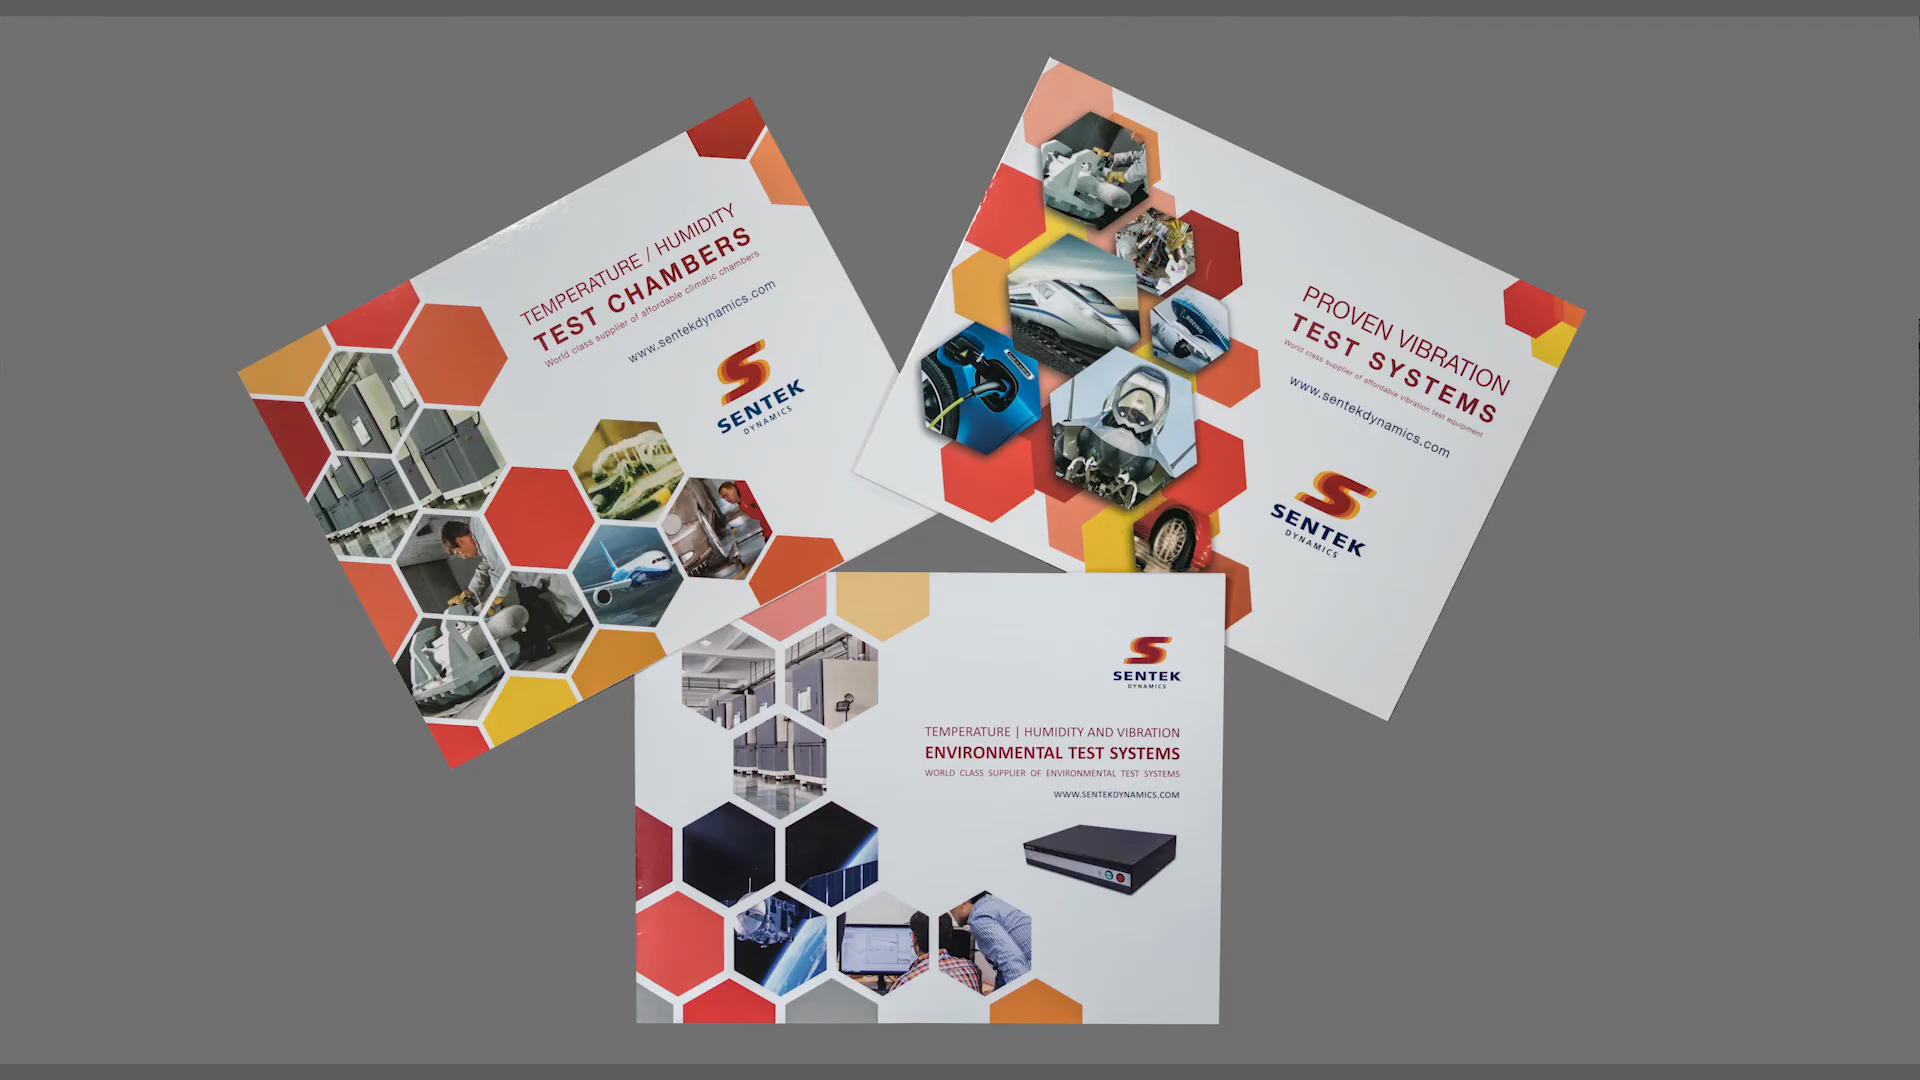 TEMPERATURE / HUMIDITY
TEST CHAMBERS
World class supplier of affordable climatic chambers
www.sentekdynamics.com
SENTEK
DYNAMICS
PROVEN VIBRATION
TEST SYSTEMS
World class supplier of affordable vibration test equipment
www.sentekdynamics.com
SENTEK
DYNAMICS
BOEING
SENTEK
DYNAMICS
TEMPERATURE | HUMIDITY AND VIBRATION
ENVIRONMENTAL TEST SYSTEMS
WORLD CLASS SUPPLIER OF ENVIRONMENTAL TEST SYSTEMS
WWW.SENTEKDYNAMICS.COM